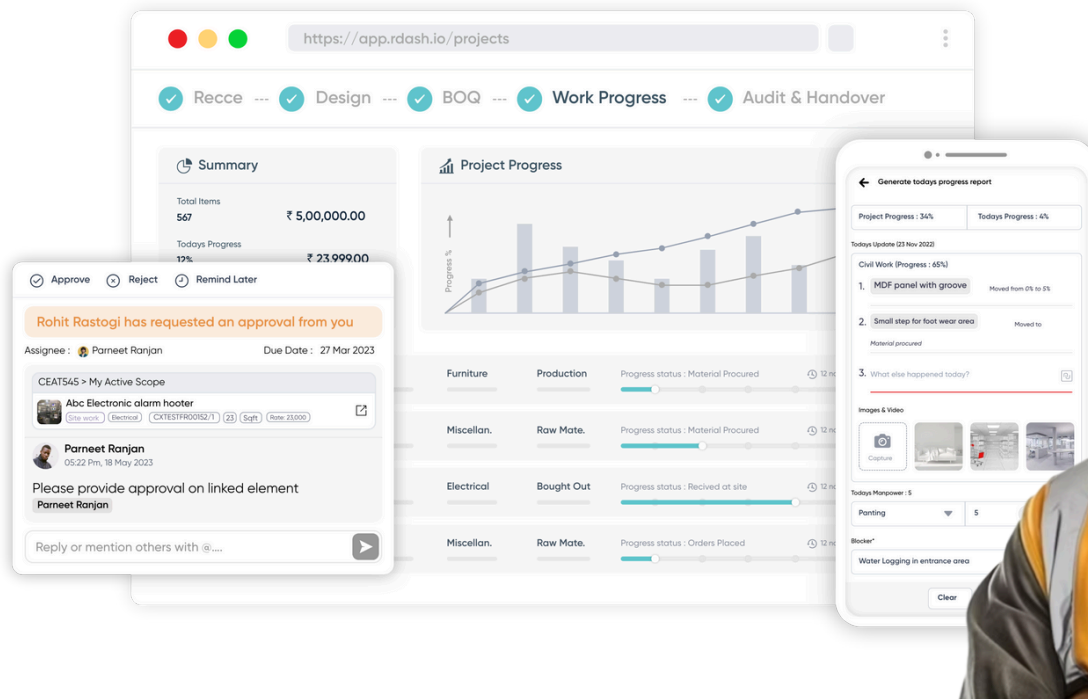 https://app.rdash.io/projects
Recce --- Design --- BOQ --- Work Progress --- Audit & Handover
Summary
Total Items
567
₹ 5,00,000.00
Todays Progress
12%
₹ 23,999.00
Project Progress
Progress %
Furniture Production Progress status : Material Procured
Miscellan. Raw Mate. Progress status : Material Procured
Electrical Bought Out Progress status : Recived at site
Miscellan. Raw Mate. Progress status : Orders Placed
Approve Reject Remind Later
Rohit Rastogi has requested an approval from you
Assignee : Parneet Ranjan Due Date : 27 Mar 2023
CEAT545 > My Active Scope
Abc Electronic alarm hooter
Site work Electrical CXTESTFR00152/1 23 Sqft Rate: 23,000
Parneet Ranjan
05:22 Pm, 18 May 2023
Please provide approval on linked element
Parneet Ranjan
Reply or mention others with @....
Generate todays progress report
Project Progress : 34% Todays Progress : 4%
Todays Update (23 Nov 2022)
Civil Work (Progress : 65%)
1. MDF panel with groove Moved from 0% to 5%
2. Small step for foot wear area Moved to
Material procured
3. What else happened today?
Images & Video
Capture
Todays Manpower : 5
Panting 5
Blocker*
Water Logging in entrance area
Clear